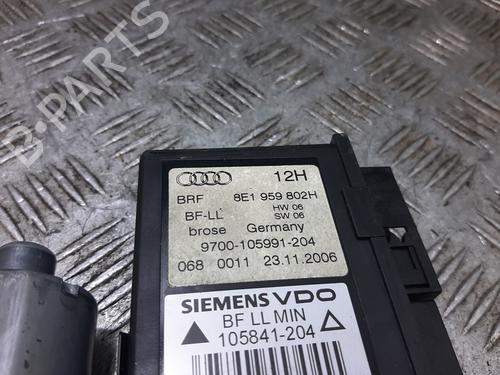 B-PARTS
12H
BRF 8E1 959 802H
BF-LL HW 06
SW 06
brose Germany
9700-105991-204
068 0011 23.11.2006
SIEMENS VDO
BF LL MIN
105841-204